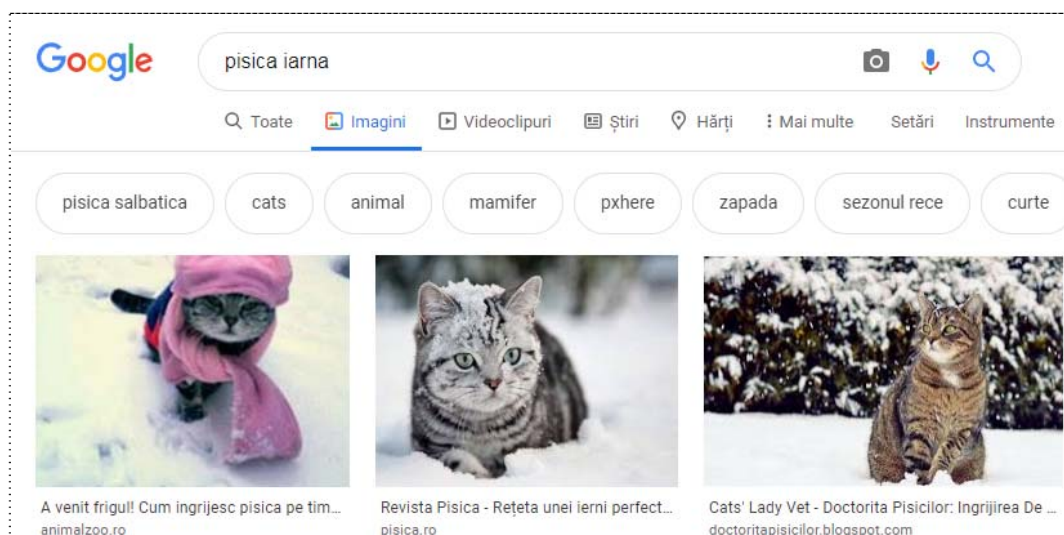 Google
pisica iarna
Toate Imagini Videoclipuri Știri Hărți Mai multe Setări Instrumente
pisica salbatica cats animal mamifer pxhere zapada sezonul rece curte
A venit frigul! Cum ingrijesc pisica pe tim... Revista Pisica - Rețeta unei ierni perfect... Cats' Lady Vet - Doctorita Pisicilor: Ingrijirea De ...
animalzoo.ro pisica.ro doctoritapisicilor.blogspot.com